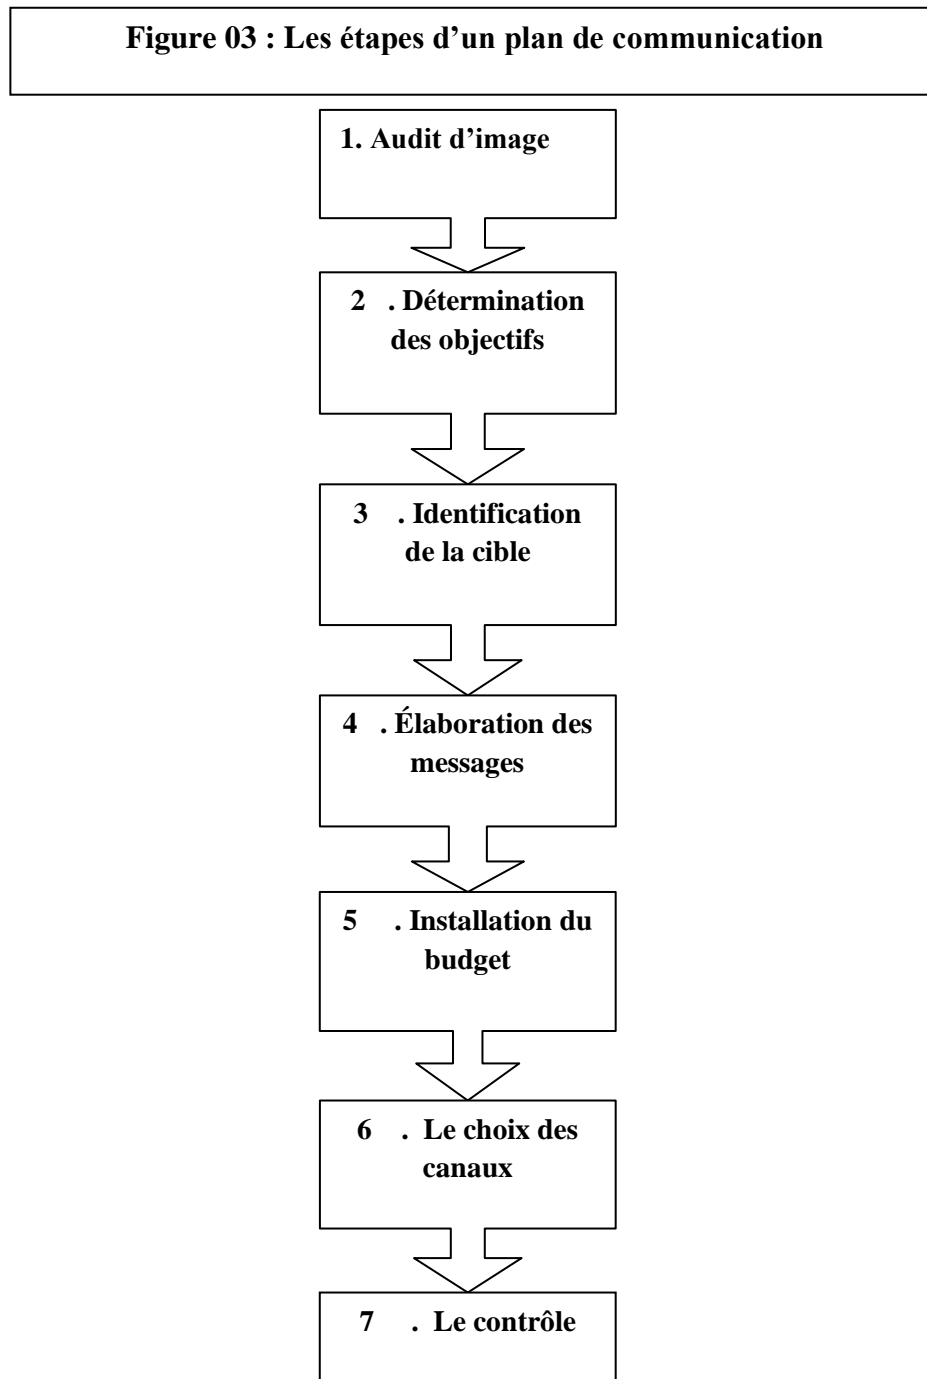 Figure 03 : Les étapes d’un plan de communication
1. Audit d’image
2 . Détermination
des objectifs
3 . Identification
de la cible
4 . Élaboration des
messages
5 . Installation du
budget
6 . Le choix des
canaux
7 . Le contrôle